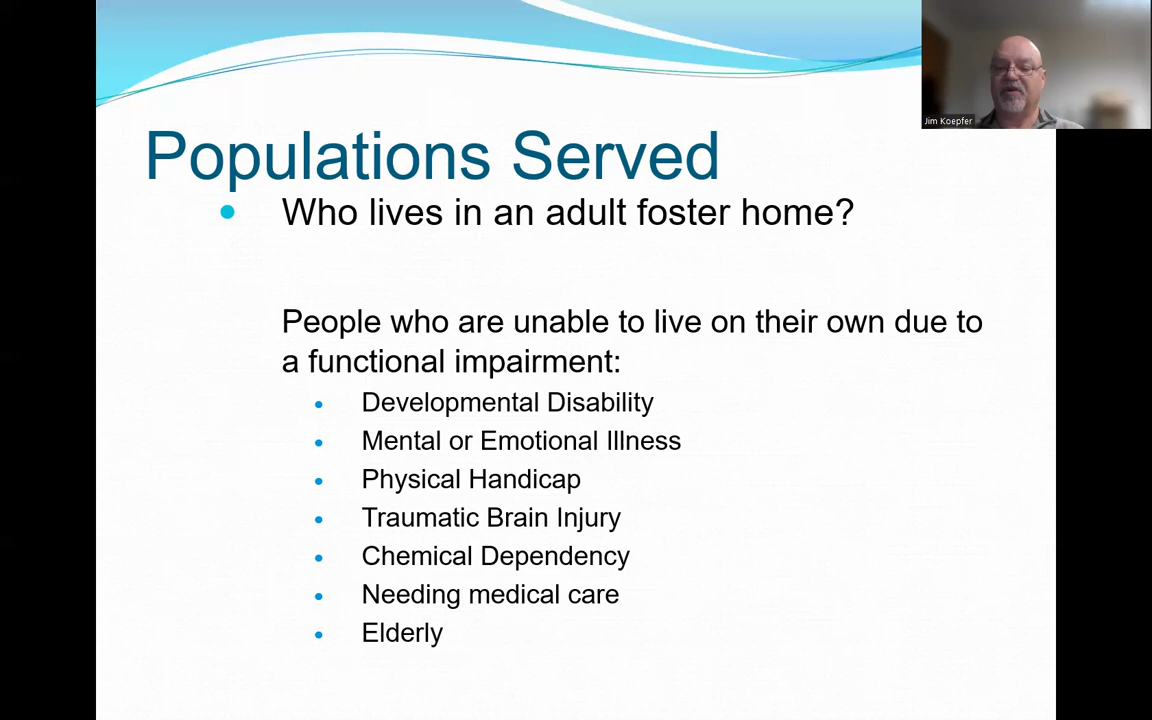 Jim Koepfer
Populations Served
Who lives in an adult foster home?
People who are unable to live on their own due to
a functional impairment:
Developmental Disability
Mental or Emotional Illness
Physical Handicap
Traumatic Brain Injury
Chemical Dependency
Needing medical care
Elderly